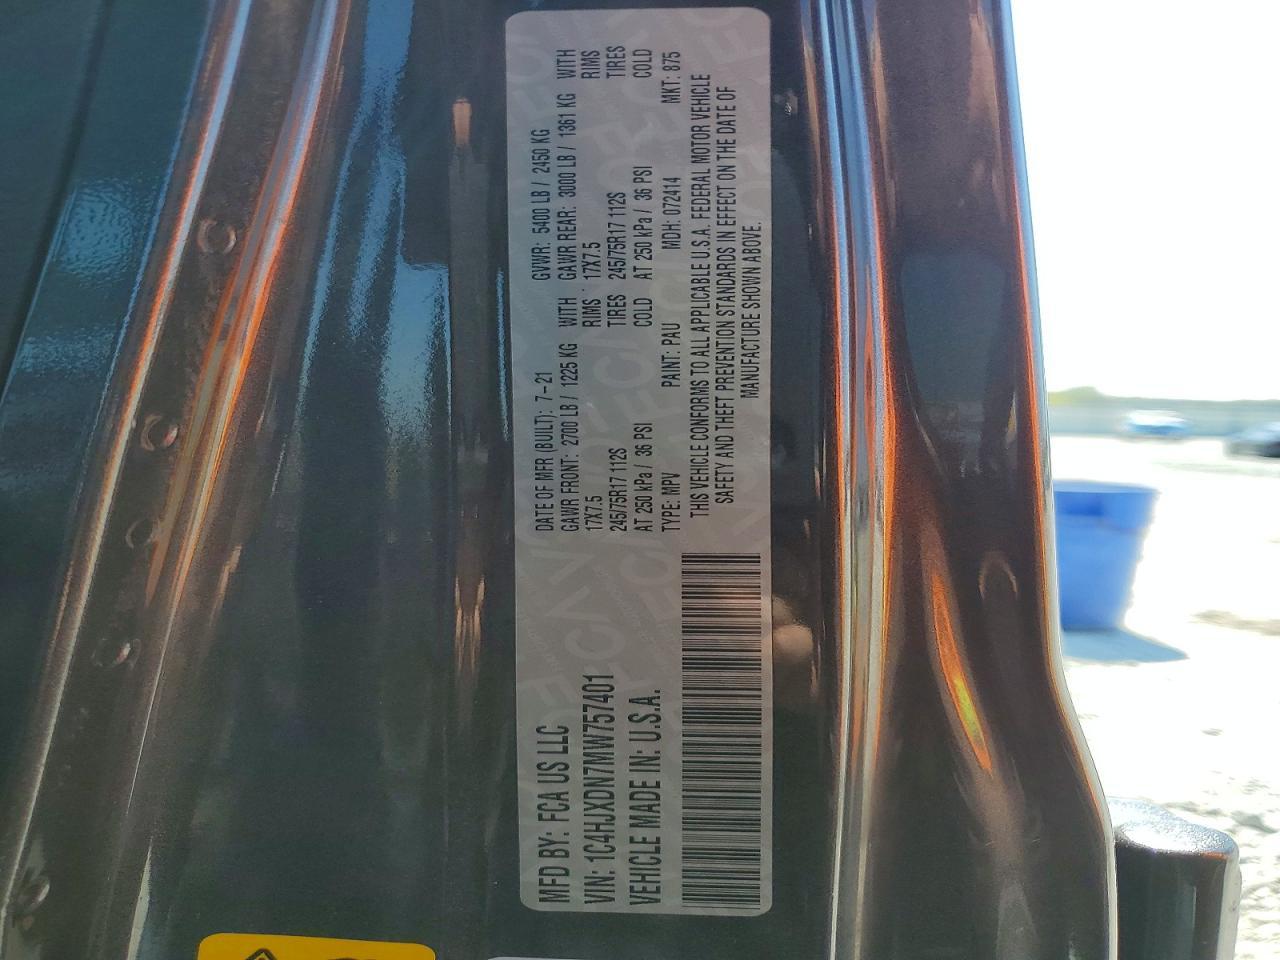 MFD BY: FCA US LLC
DATE OF MFR (BUILT): 7-21 GVWR: 5400 LB / 2450 KG
VIN: 1C4HJXDN7MW757401
GAWR FRONT: 2700 LB / 1225 KG WITH GAWR REAR: 3000 LB / 1361 KG WITH
17X7.5 RIMS 17X7.5 RIMS
VEHICLE MADE IN: U.S.A.
245/75R17 112S TIRES 245/75R17 112S TIRES
AT 250 kPa / 36 PSI COLD AT 250 kPa / 36 PSI COLD
TYPE: MPV PAINT: PAU MDH: 072414 MKT: 875
THIS VEHICLE CONFORMS TO ALL APPLICABLE U.S.A. FEDERAL MOTOR VEHICLE
SAFETY AND THEFT PREVENTION STANDARDS IN EFFECT ON THE DATE OF
MANUFACTURE SHOWN ABOVE.